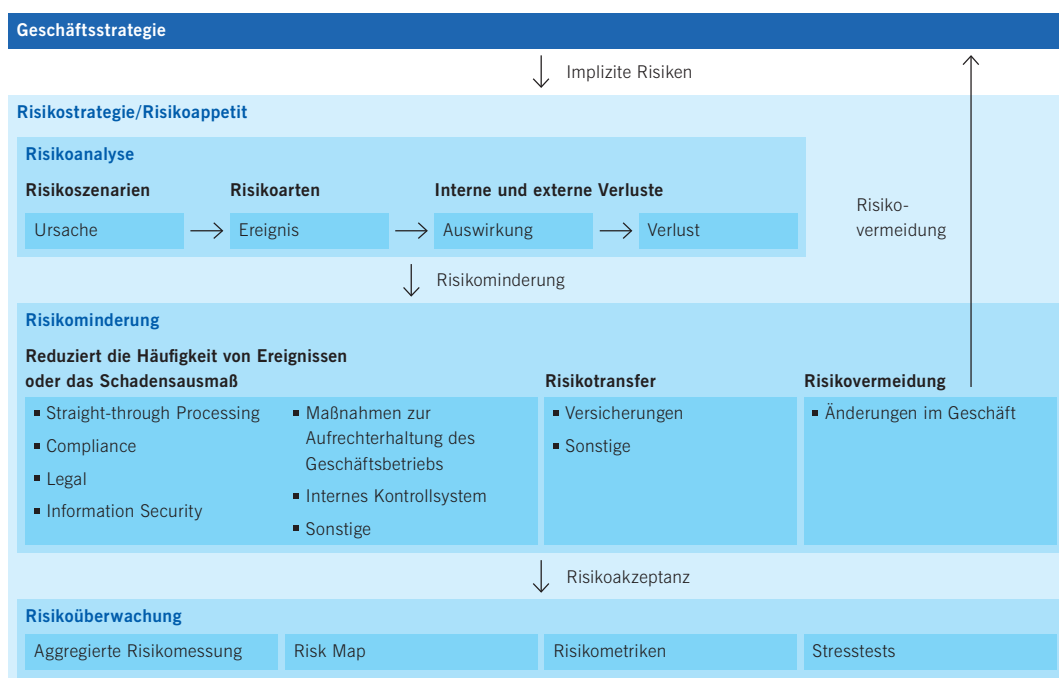 Geschäftsstrategie
Implizite Risiken
Risikostrategie/Risikoappetit
Risikoanalyse
Risikoszenarien
Risikoarten
Interne und externe Verluste
Ursache
Ereignis
Auswirkung
Verlust
Risiko-
vermeidung
Risikominderung
Risikominderung
Reduziert die Häufigkeit von Ereignissen
oder das Schadensausmaß
▪ Straight-through Processing
▪ Compliance
▪ Legal
▪ Information Security
▪ Maßnahmen zur
Aufrechterhaltung des
Geschäftsbetriebs
▪ Internes Kontrollsystem
▪ Sonstige
Risikotransfer
▪ Versicherungen
▪ Sonstige
Risikovermeidung
▪ Änderungen im Geschäft
Risikoakzeptanz
Risikoüberwachung
Aggregierte Risikomessung
Risk Map
Risikometriken
Stresstests